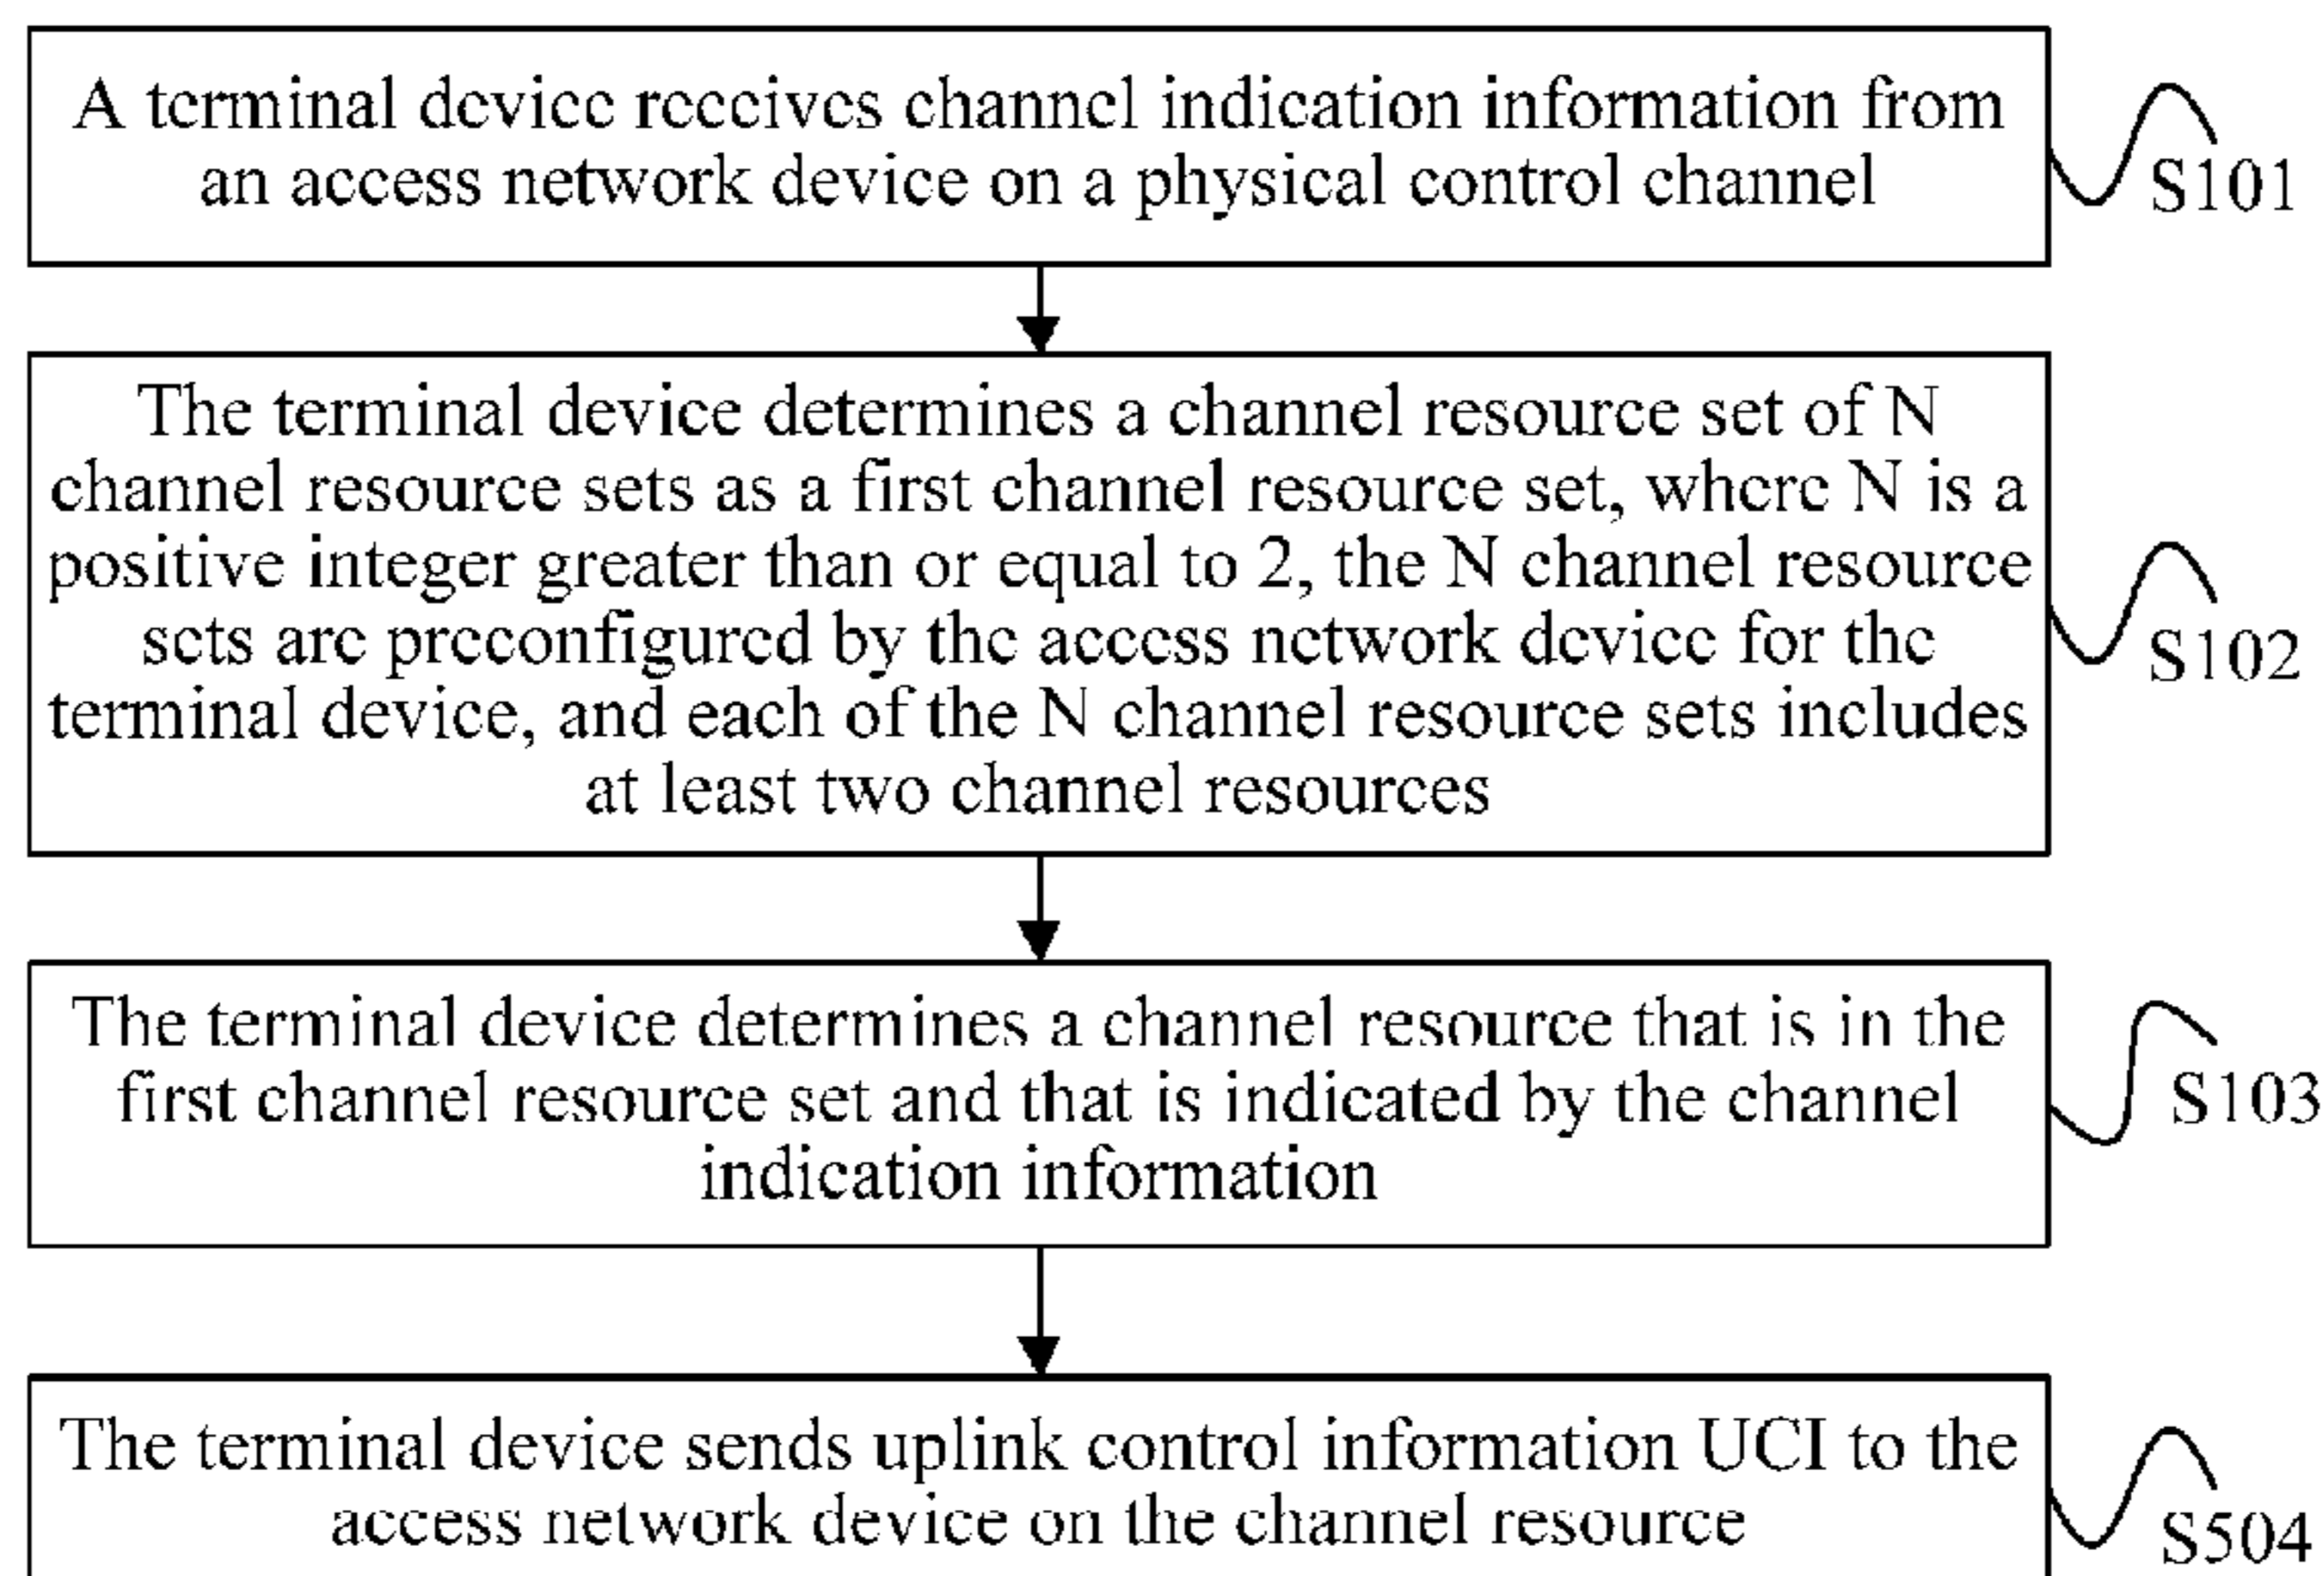 A terminal device receives channel indication information from
an access network device on a physical control channel
S101
The terminal device determines a channel resource set of N
channel resource sets as a first channel resource set, where N is a
positive integer greater than or equal to 2, the N channel resource
sets are preconfigured by the access network device for the
terminal device, and each of the N channel resource sets includes
at least two channel resources
S102
The terminal device determines a channel resource that is in the
first channel resource set and that is indicated by the channel
indication information
S103
The terminal device sends uplink control information UCI to the
access network device on the channel resource
S504